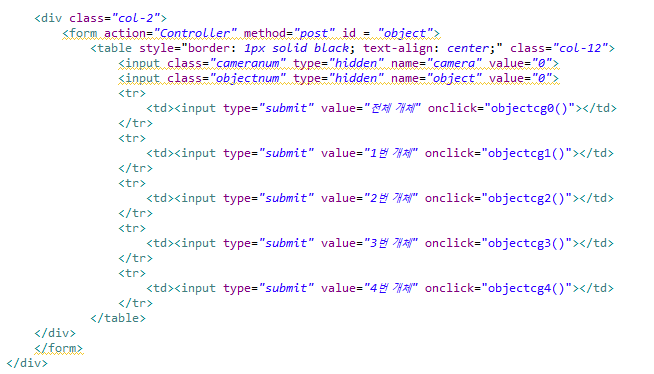 <div class="col-2">
<form action="Controller" method="post" id = "object">
<table style="border: 1px solid black; text-align: center;" class="col-12">
<input class="cameranum" type="hidden" name="camera" value="0">
<input class="objectnum" type="hidden" name="object" value="0">
<tr>
<td><input type="submit" value="전체 개체" onclick="objectcg0()"></td>
</tr>
<tr>
<td><input type="submit" value="1번 개체" onclick="objectcg1()"></td>
</tr>
<tr>
<td><input type="submit" value="2번 개체" onclick="objectcg2()"></td>
</tr>
<tr>
<td><input type="submit" value="3번 개체" onclick="objectcg3()"></td>
</tr>
<tr>
<td><input type="submit" value="4번 개체" onclick="objectcg4()"></td>
</tr>
</table>
</div>
</form>
</div>